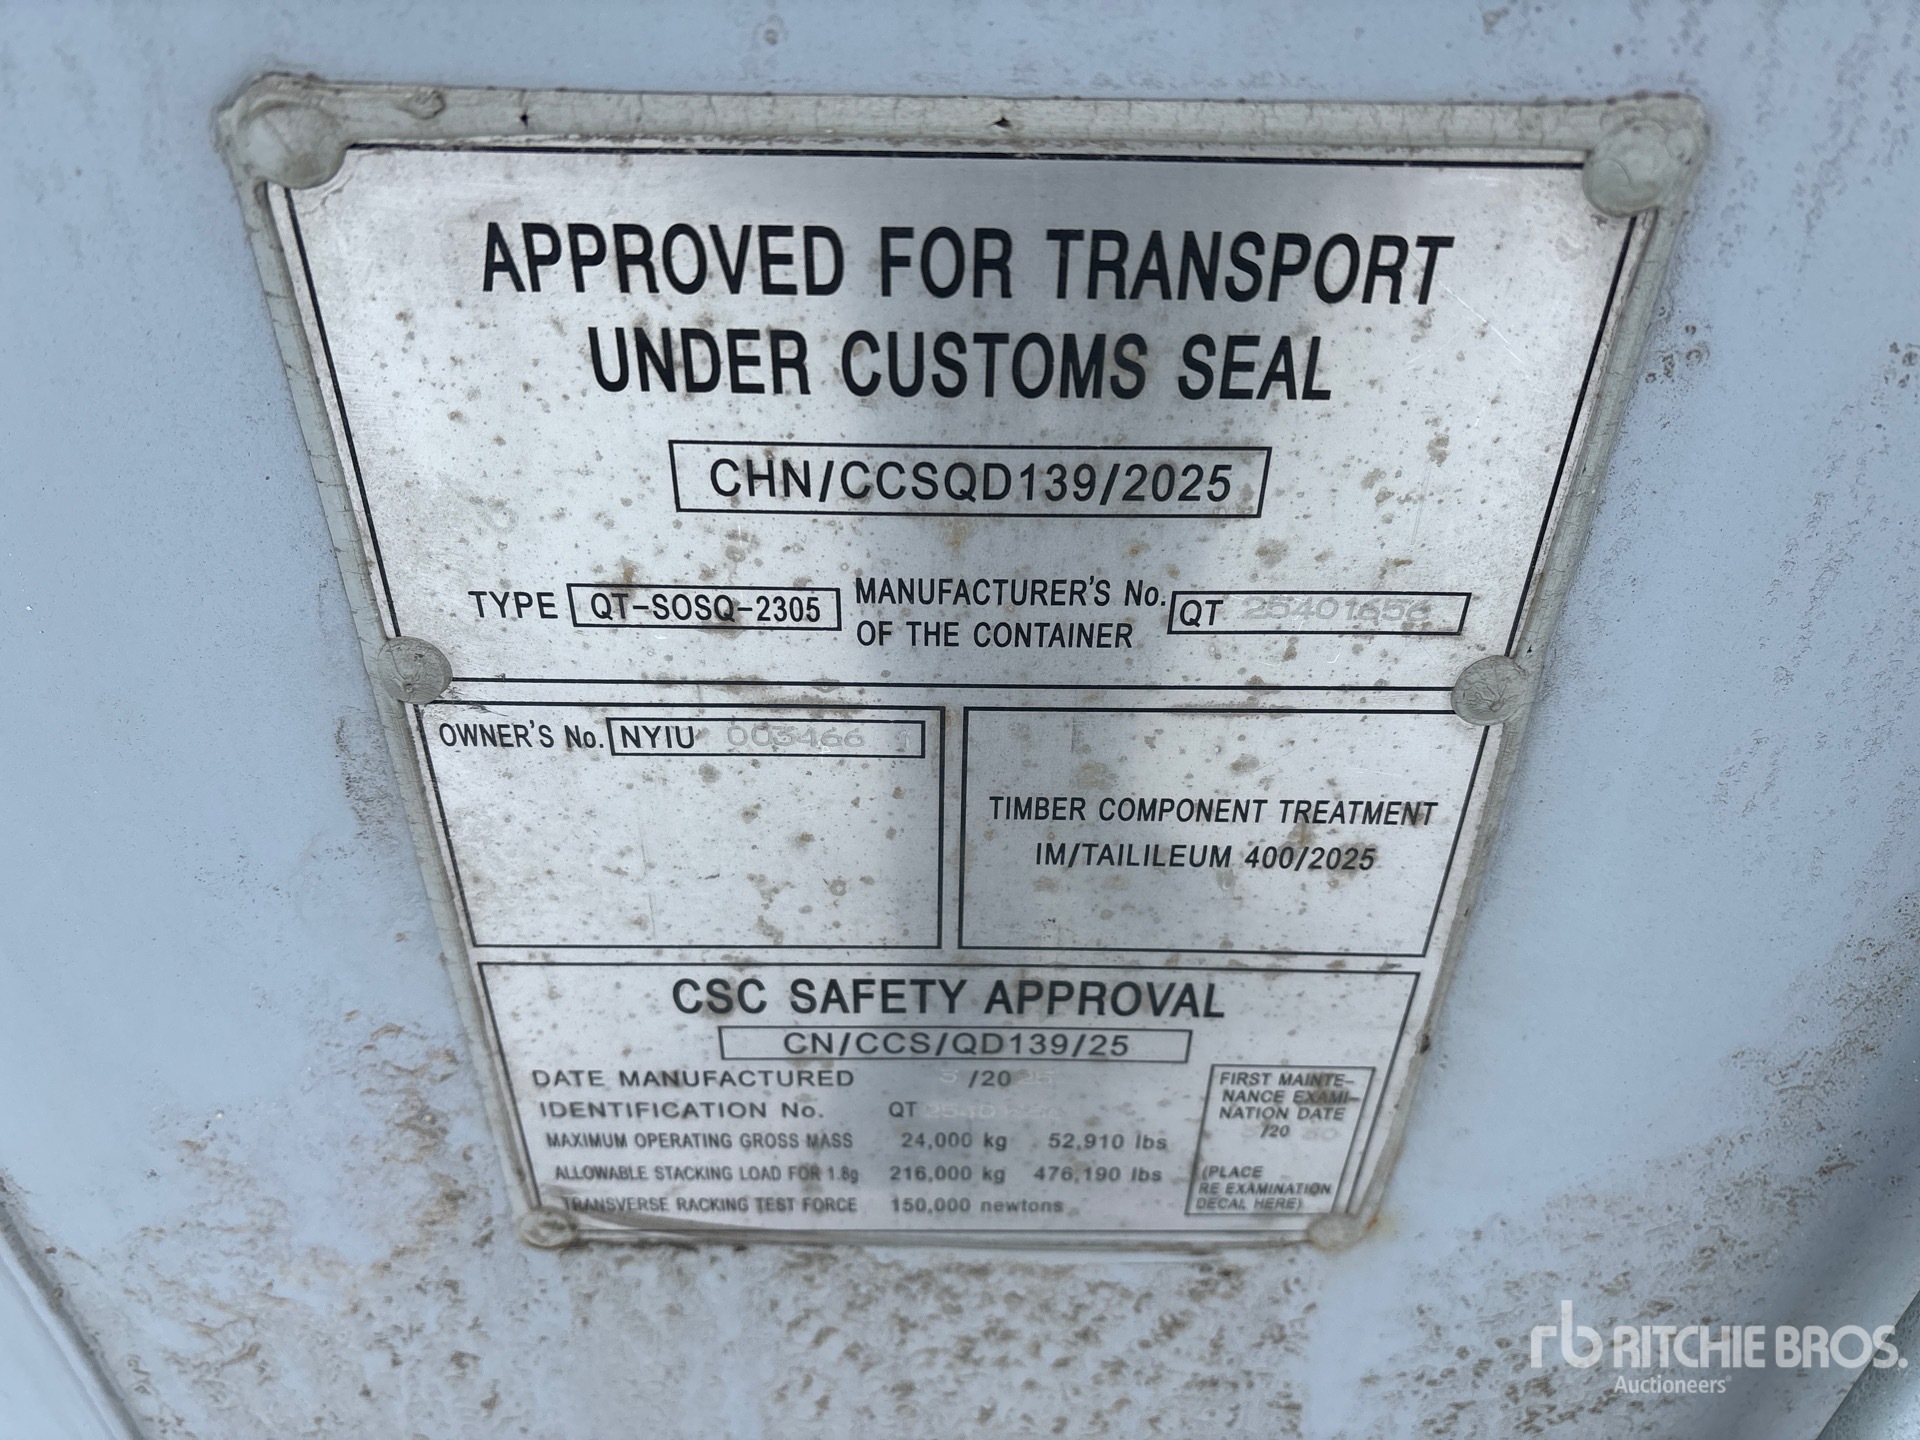 APPROVED FOR TRANSPORT
UNDER CUSTOMS SEAL
CHN/CCSQD139/2025
TYPE QT-SOSQ-2305 MANUFACTURER'S No. OF THE CONTAINER QT 25401656
OWNER'S No. NYIU 003466 1
TIMBER COMPONENT TREATMENT
IM/TAILILEUM 400/2025
CSC SAFETY APPROVAL
CN/CCS/QD139/25
DATE MANUFACTURED /20
IDENTIFICATION No. QT
MAXIMUM OPERATING GROSS MASS 24,000 kg 52,910 lbs
ALLOWABLE STACKING LOAD FOR 1.8g 216,000 kg 476,190 lbs
TRANSVERSE RACKING TEST FORCE 150,000 newtons
FIRST MAINTE-
NANCE EXAMI-
NATION DATE
/20
(PLACE
RE EXAMINATION
DECAL HERE)
rb RITCHIE BROS.
Auctioneers